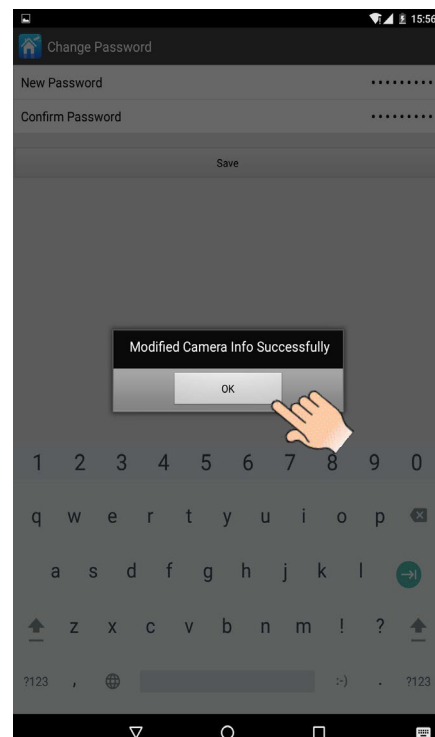 15:56
Change Password
New Password •••••••••
Confirm Password •••••••••
Save
Modified Camera Info Successfully
OK
1 2 3 4 5 6 7 8 9 0
q w e r t y u i o p
a s d f g h j k l
z x c v b n m ! ?
?123 , :-) . ?123